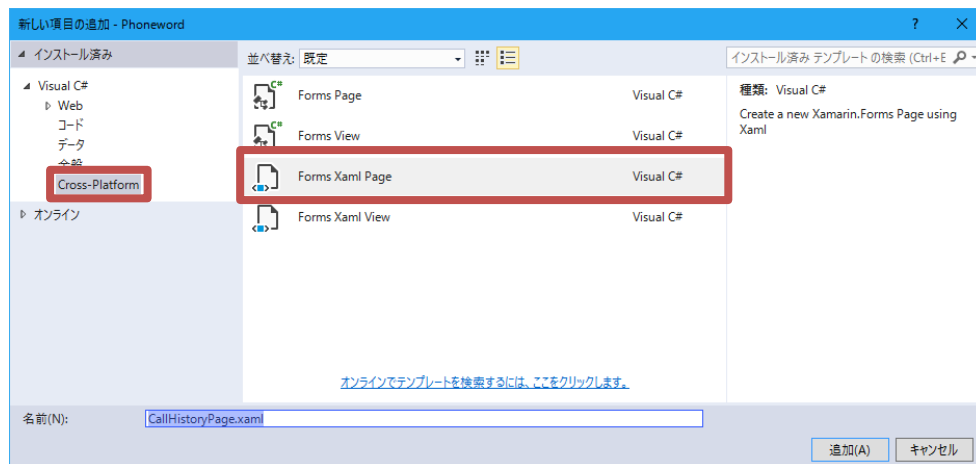 新しい項目の追加 - Phoneword
インストール済み
並べ替え: 既定
インストール済み テンプレート の検索 (Ctrl+E
Visual C#
Web
コード
データ
全般
Cross-Platform
オンライン
Forms Page Visual C#
Forms View Visual C#
Forms Xaml Page Visual C#
Forms Xaml View Visual C#
オンラインでテンプレートを検索するには、ここをクリックします。
種類: Visual C#
Create a new Xamarin.Forms Page using
Xaml
名前(N): CallHistoryPage.xaml
追加(A) キャンセル